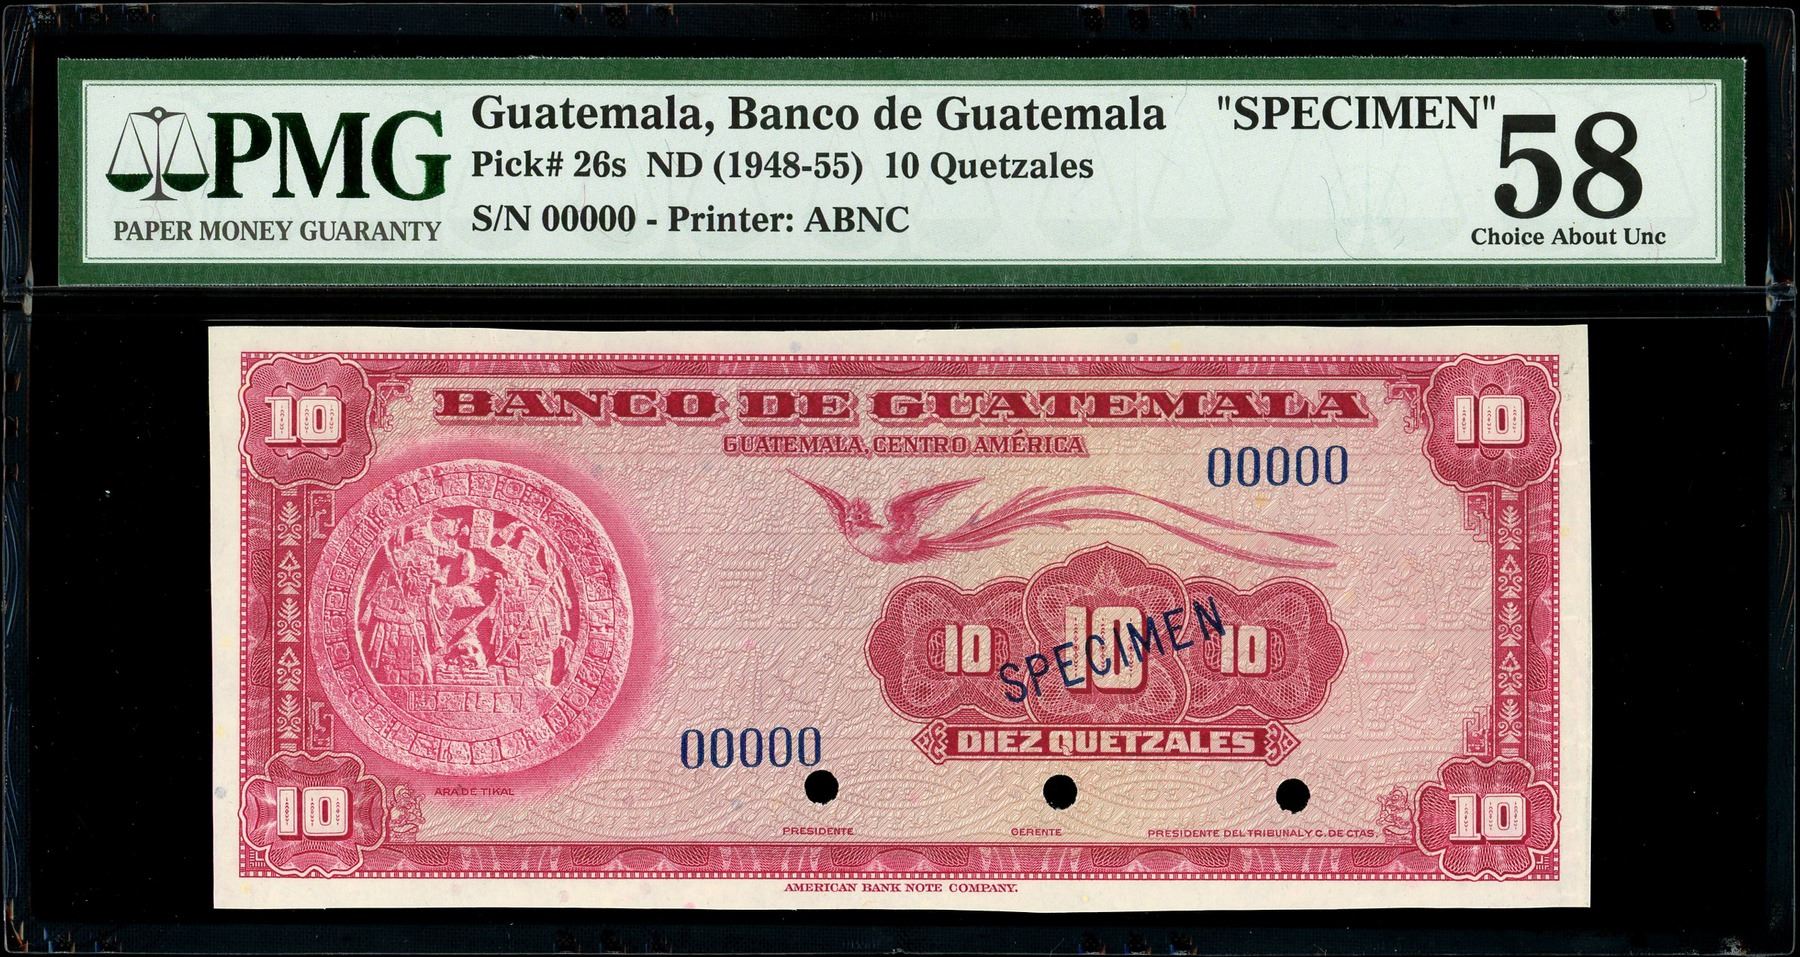 PMG
PAPER MONEY GUARANTY
Guatemala, Banco de Guatemala "SPECIMEN"
Pick# 26s ND (1948-55) 10 Quetzales
S/N 00000 - Printer: ABNC
58
Choice About Unc
10
BANCO DE GUATEMALA
10
GUATEMALA, CENTRO AMÉRICA
00000
10 10 10
SPECIMEN
00000
DIEZ QUETZALES
ARA DE TIKAL
10
10
PRESIDENTE
GERENTE
PRESIDENTE DEL TRIBUNAL Y C. DE CTAS.
AMERICAN BANK NOTE COMPANY.